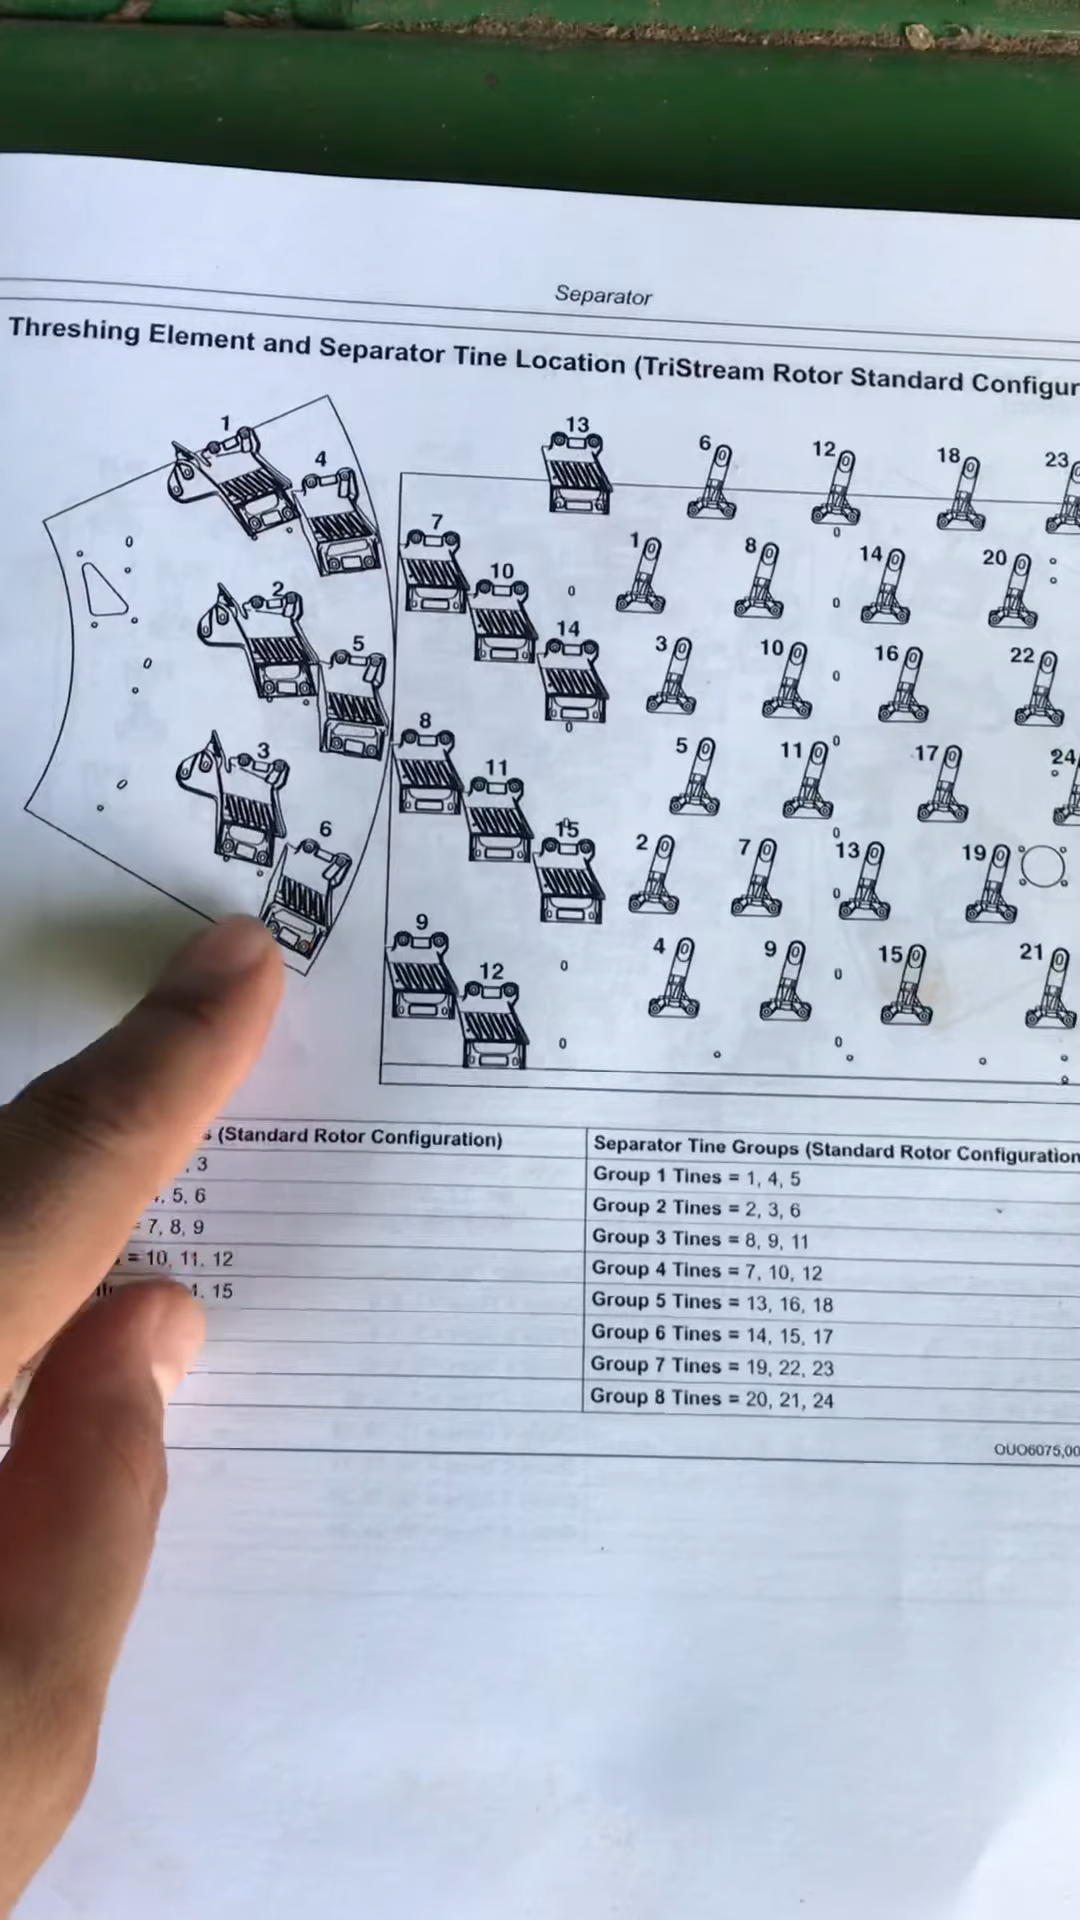 Separator
Threshing Element and Separator Tine Location (TriStream Rotor Standard Configur
1
4
13
6
12
18
23
7
10
1
8
14
20
2
5
14
3
10
16
22
8
11
5
11
17
24
3
6
15
2
7
13
19
9
12
4
9
15
21
(Standard Rotor Configuration)
, 3
, 5, 6
= 7, 8, 9
= 10, 11. 12
15
Separator Tine Groups (Standard Rotor Configuration
Group 1 Tines = 1, 4, 5
Group 2 Tines = 2, 3, 6
Group 3 Tines = 8, 9, 11
Group 4 Tines = 7, 10, 12
Group 5 Tines = 13, 16, 18
Group 6 Tines = 14, 15, 17
Group 7 Tines = 19, 22, 23
Group 8 Tines = 20, 21, 24
OUO6075,00